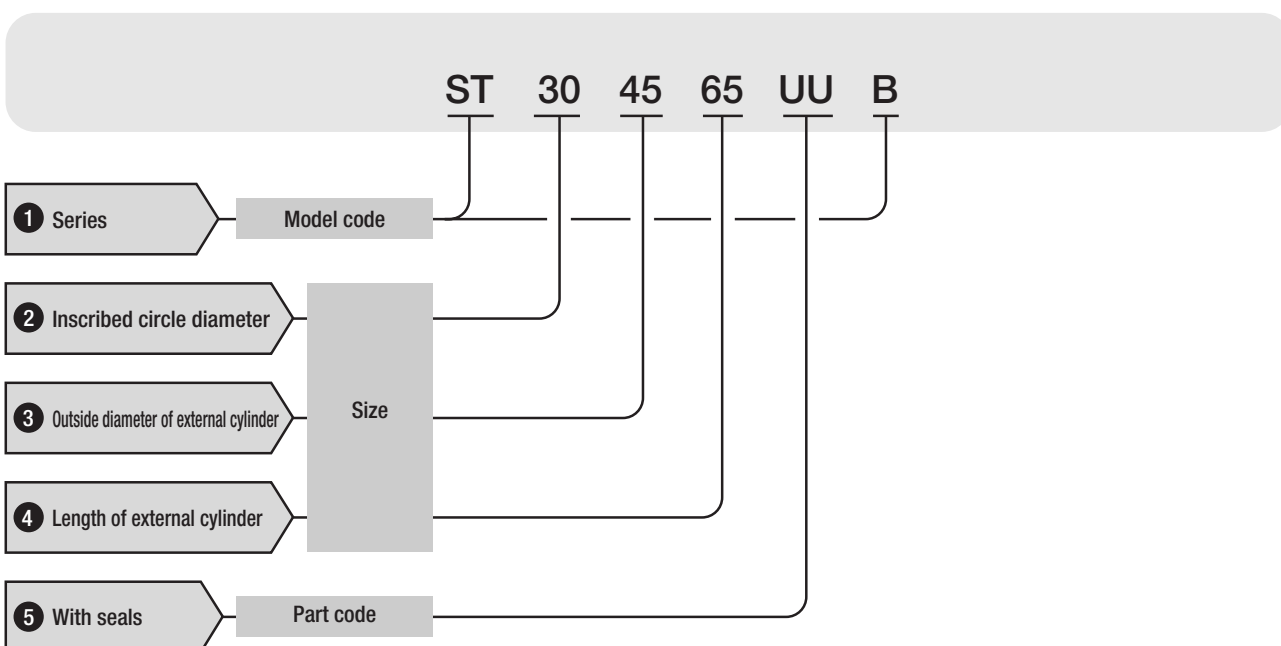 ST 30 45 65 UU B
1 Series Model code
2 Inscribed circle diameter
3 Outside diameter of external cylinder
Size
4 Length of external cylinder
5 With seals Part code